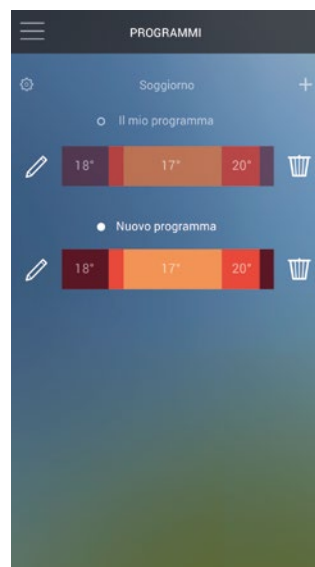 PROGRAMMI
Soggiorno
Il mio programma
18° 17° 20°
Nuovo programma
18° 17° 20°